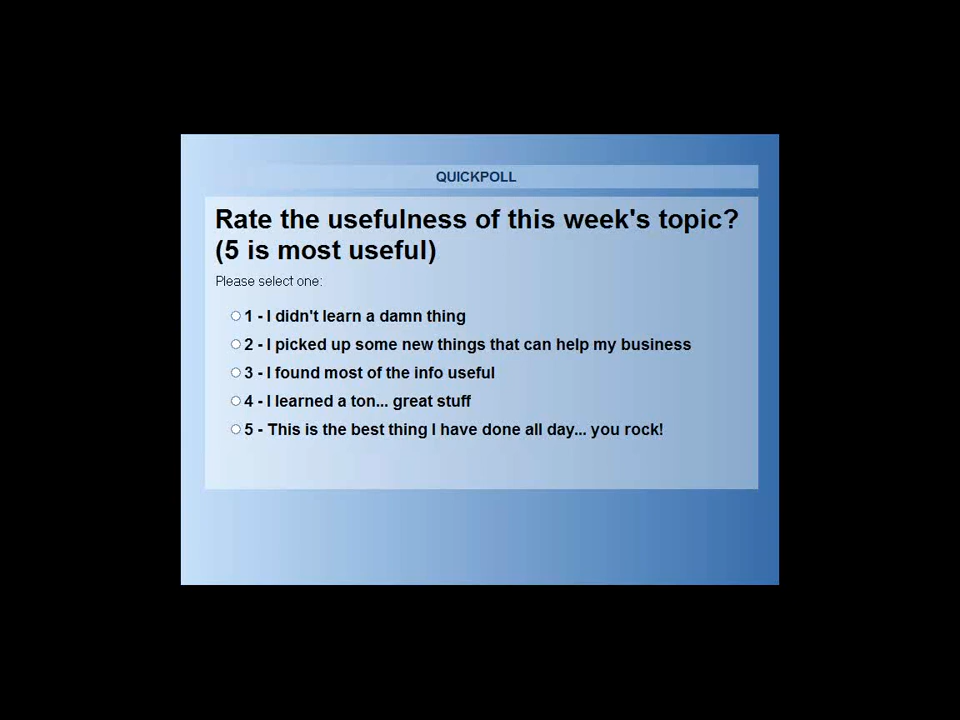 QUICKPOLL
Rate the usefulness of this week's topic?
(5 is most useful)
Please select one:
1 - I didn't learn a damn thing
2 - I picked up some new things that can help my business
3 - I found most of the info useful
4 - I learned a ton... great stuff
5 - This is the best thing I have done all day... you rock!